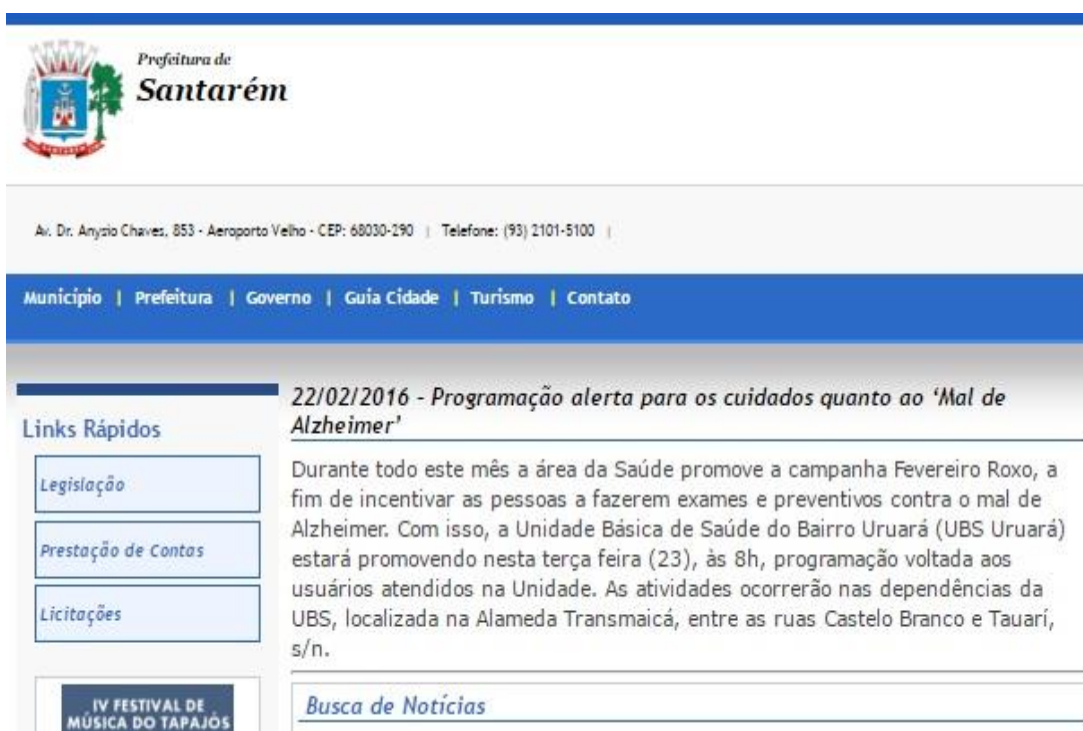 Prefeitura de
Santarém
Av. Dr. Anysio Chaves, 853 - Aeroporto Velho - CEP: 68030-290 | Telefone: (93) 2101-5100 |
Município | Prefeitura | Governo | Guia Cidade | Turismo | Contato
Links Rápidos
Legislação
Prestação de Contas
Licitações
IV FESTIVAL DE
MÚSICA DO TAPAJÓS
22/02/2016 - Programação alerta para os cuidados quanto ao ‘Mal de
Alzheimer’
Durante todo este mês a área da Saúde promove a campanha Fevereiro Roxo, a
fim de incentivar as pessoas a fazerem exames e preventivos contra o mal de
Alzheimer. Com isso, a Unidade Básica de Saúde do Bairro Uruará (UBS Uruará)
estará promovendo nesta terça feira (23), às 8h, programação voltada aos
usuários atendidos na Unidade. As atividades ocorrerão nas dependências da
UBS, localizada na Alameda Transmaicá, entre as ruas Castelo Branco e Tauarí,
s/n.
Busca de Notícias